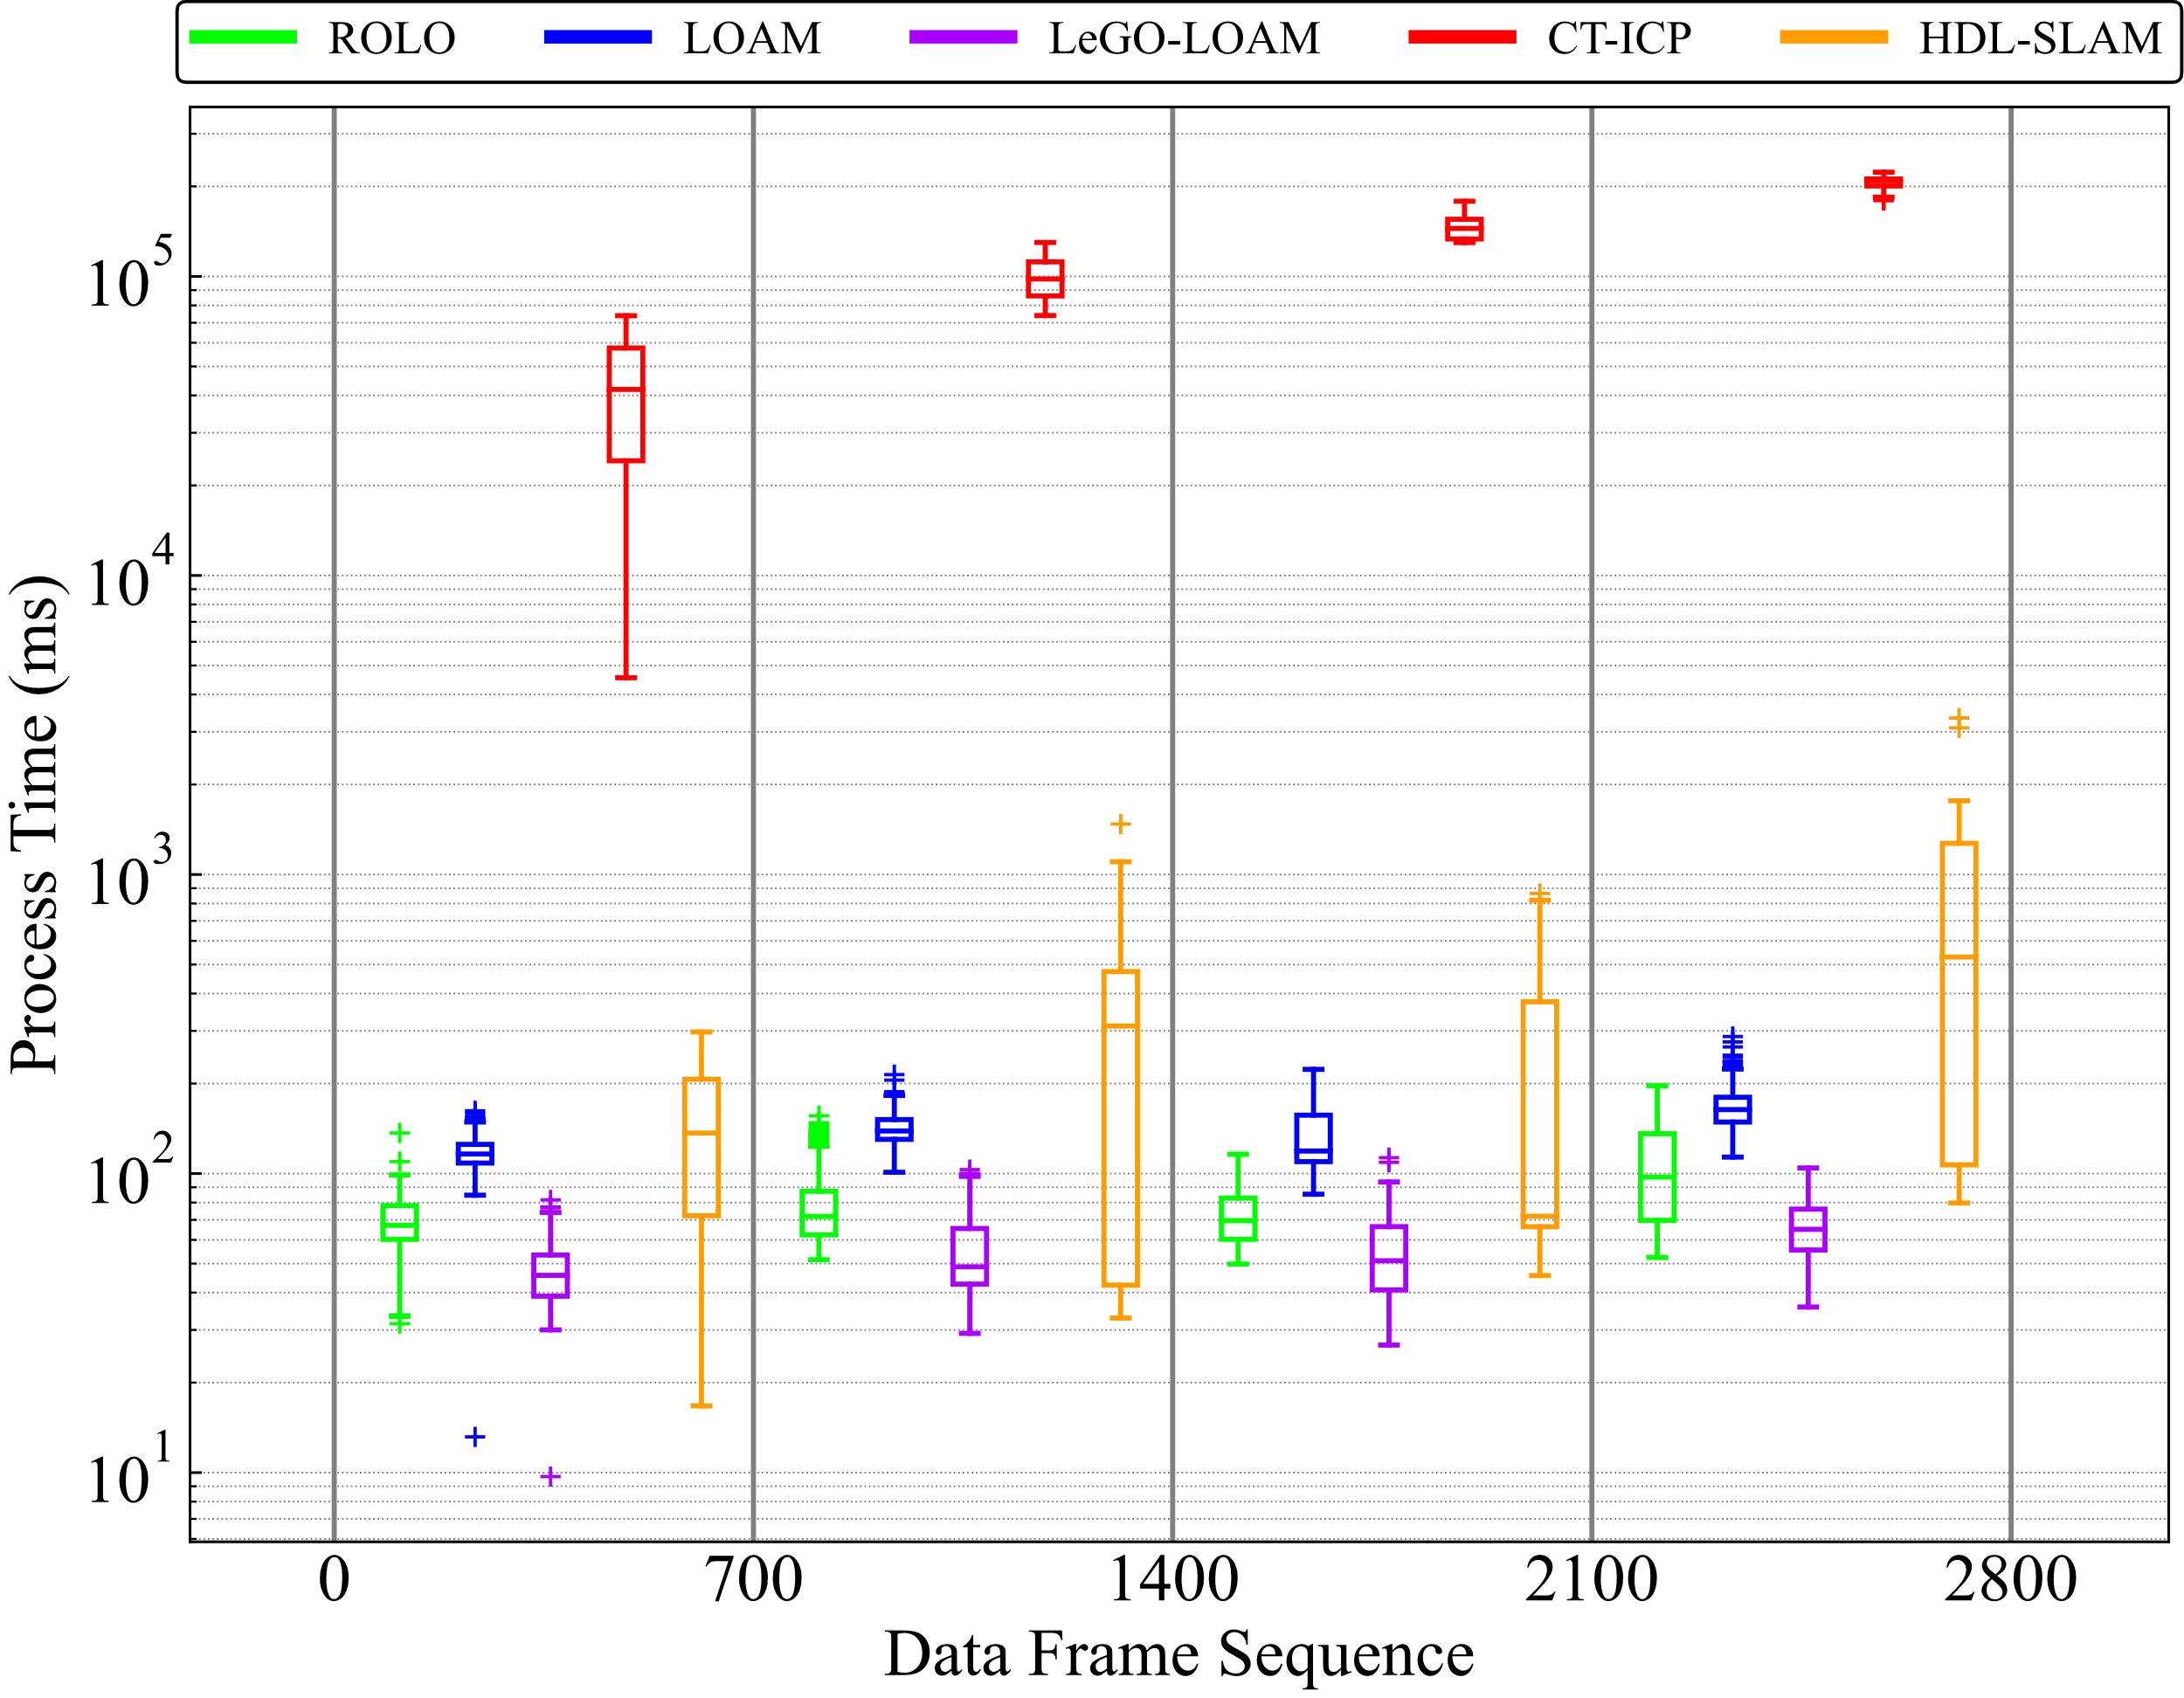 ROLO LOAM LeGO-LOAM CT-ICP HDL-SLAM
Process Time (ms)
10^5
10^4
10^3
10^2
10^1
0 700 1400 2100 2800
Data Frame Sequence